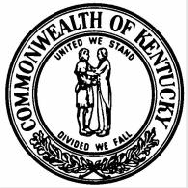 COMMONWEALTH OF KENTUCKY
UNITED WE STAND
DIVIDED WE FALL